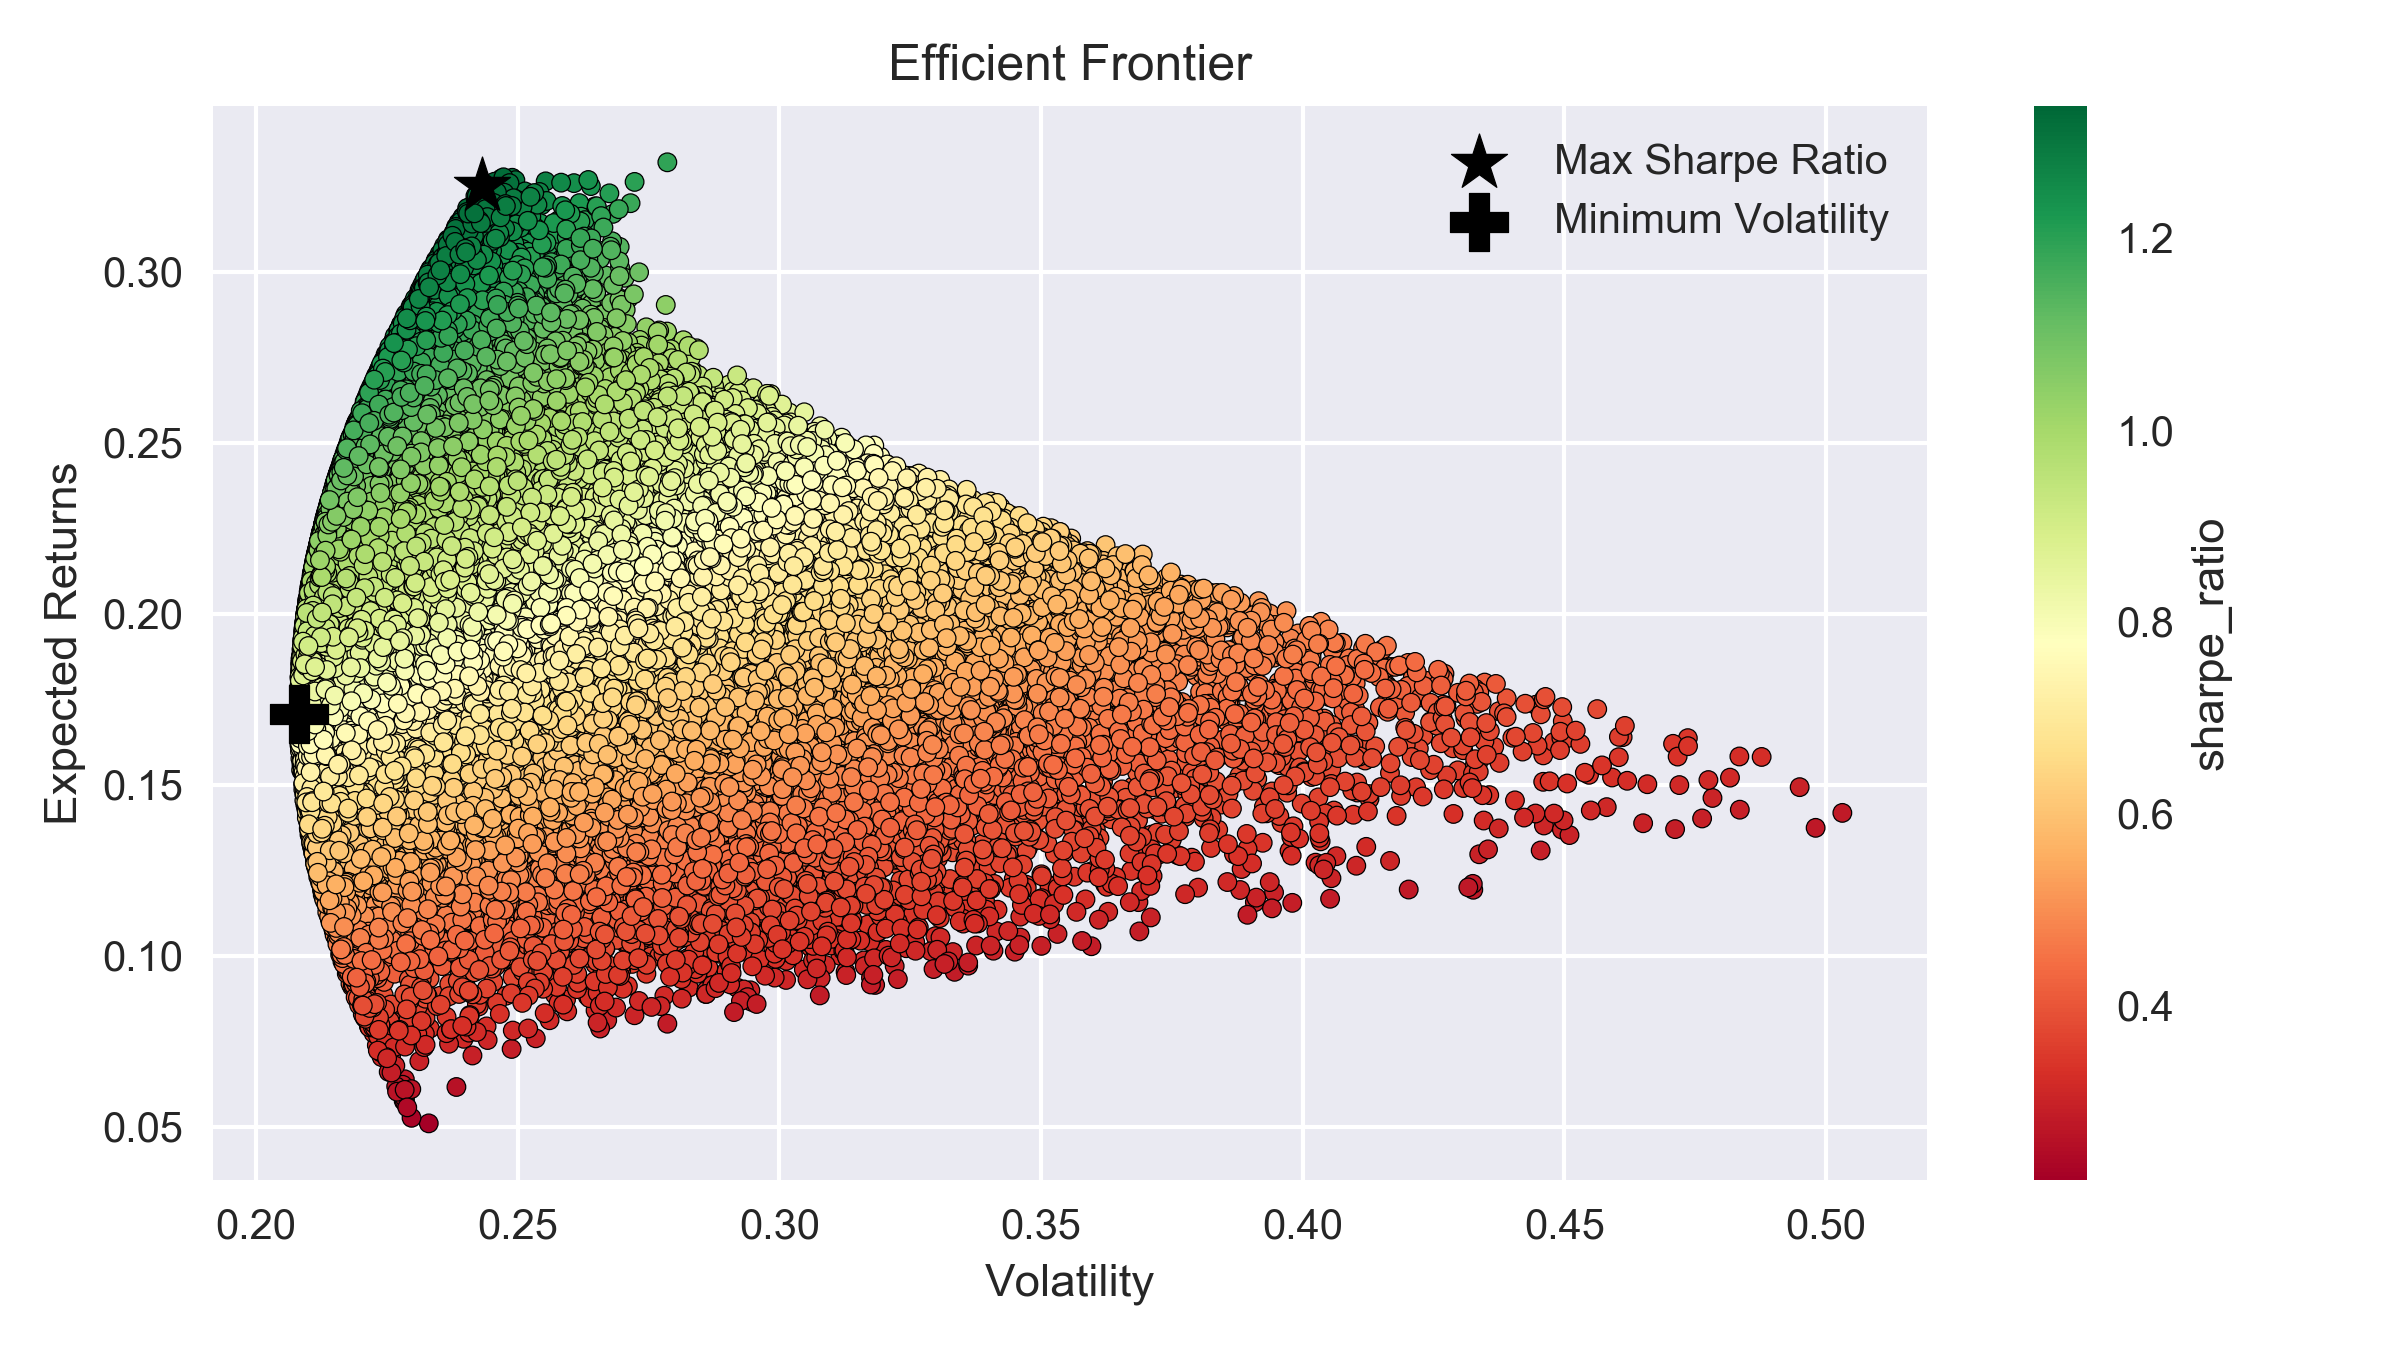 Efficient Frontier
Max Sharpe Ratio
Minimum Volatility
Expected Returns
0.30
0.25
0.20
0.15
0.10
0.05
0.20 0.25 0.30 0.35 0.40 0.45 0.50
Volatility
1.2
1.0
0.8
0.6
0.4
sharpe_ratio